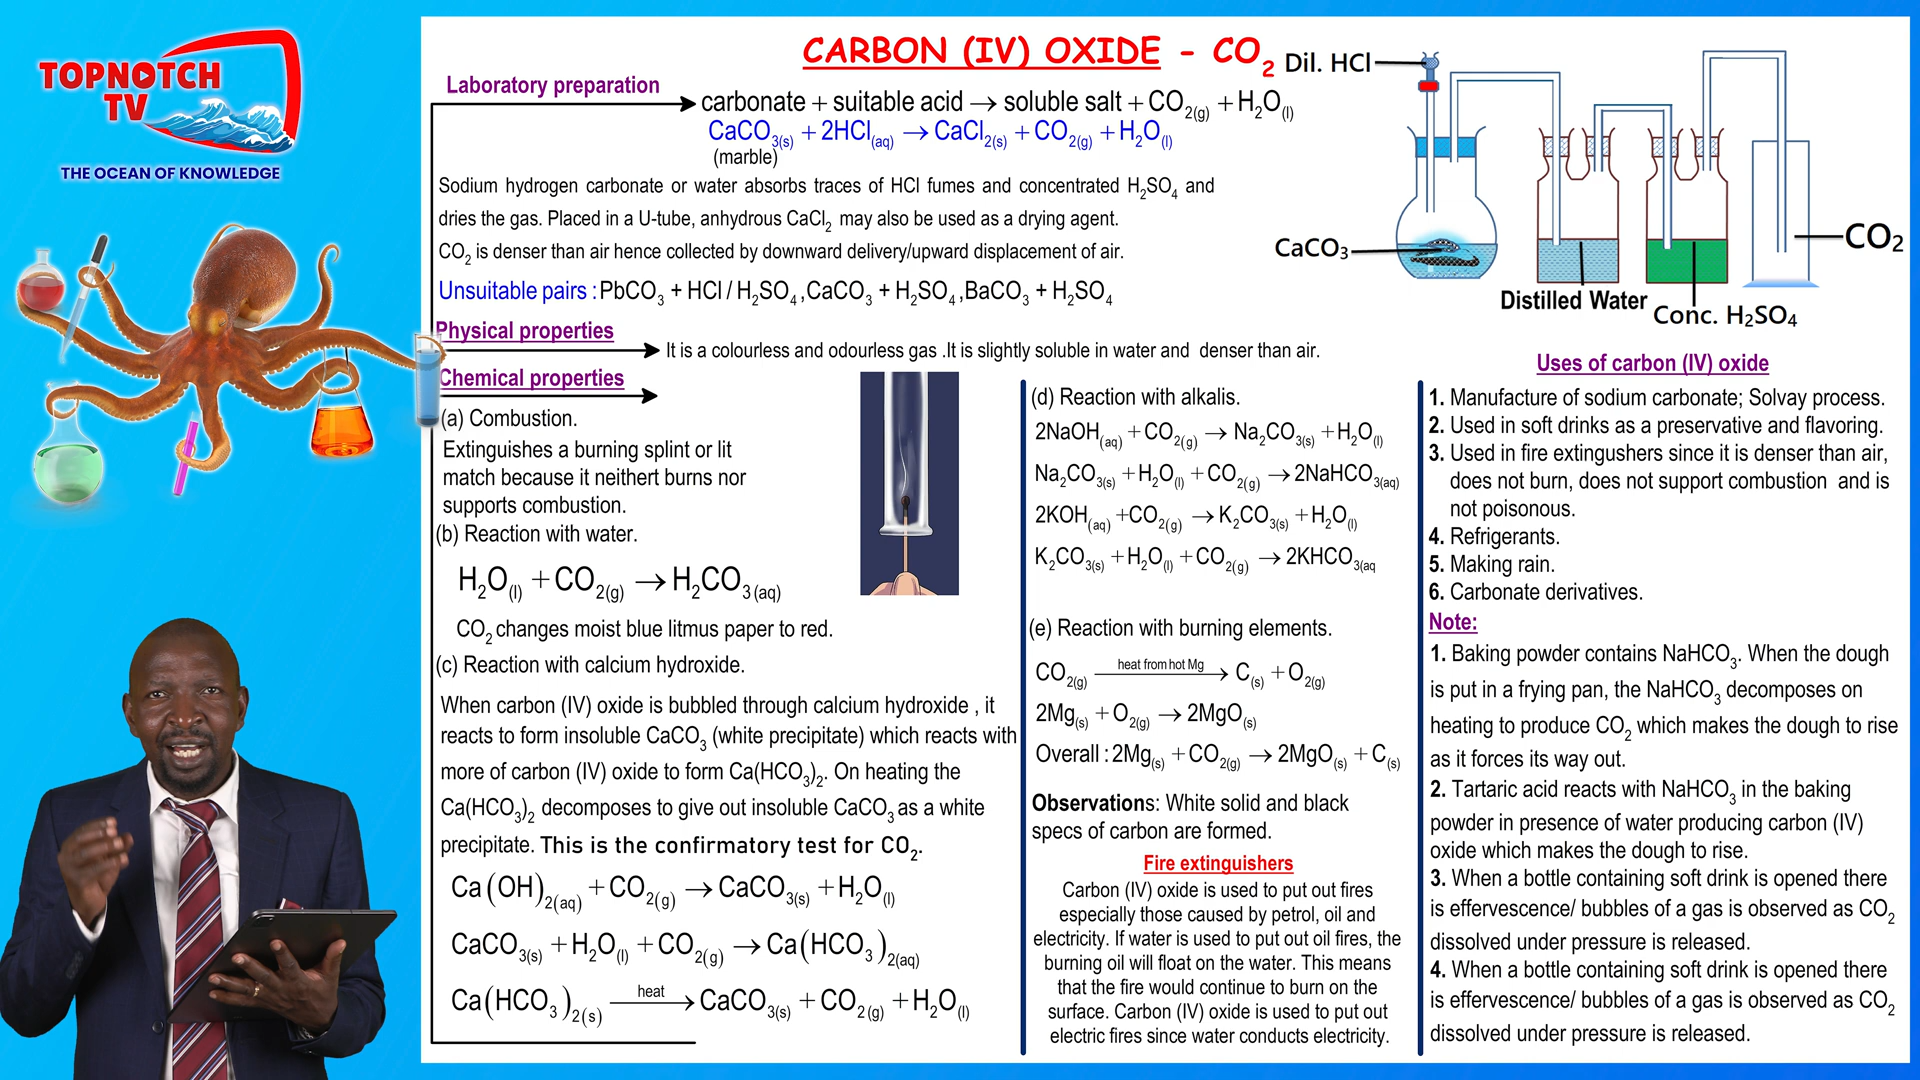 TOPNOTCH
TV
THE OCEAN OF KNOWLEDGE
CARBON (IV) OXIDE - CO₂
Laboratory preparation
carbonate + suitable acid → soluble salt + CO₂(g) + H₂O(l)
CaCO₃(s) + 2HCl(aq) → CaCl₂(s) + CO₂(g) + H₂O(l)
(marble)
Sodium hydrogen carbonate or water absorbs traces of HCl fumes and concentrated H₂SO₄ and
dries the gas. Placed in a U-tube, anhydrous CaCl₂ may also be used as a drying agent.
CO₂ is denser than air hence collected by downward delivery/upward displacement of air.
Unsuitable pairs : PbCO₃ + HCl / H₂SO₄ ,CaCO₃ + H₂SO₄ ,BaCO₃ + H₂SO₄
Dil. HCl
CaCO₃
Distilled Water
Conc. H₂SO₄
CO₂
Physical properties
It is a colourless and odourless gas .It is slightly soluble in water and denser than air.
Chemical properties
(a) Combustion.
Extinguishes a burning splint or lit
match because it neithert burns nor
supports combustion.
(b) Reaction with water.
H₂O(l) + CO₂(g) → H₂CO₃(aq)
CO₂ changes moist blue litmus paper to red.
(c) Reaction with calcium hydroxide.
When carbon (IV) oxide is bubbled through calcium hydroxide , it
reacts to form insoluble CaCO₃ (white precipitate) which reacts with
more of carbon (IV) oxide to form Ca(HCO₃)₂. On heating the
Ca(HCO₃)₂ decomposes to give out insoluble CaCO₃ as a white
precipitate. This is the confirmatory test for CO₂.
Ca(OH)₂(aq) + CO₂(g) → CaCO₃(s) + H₂O(l)
CaCO₃(s) + H₂O(l) + CO₂(g) → Ca(HCO₃)₂(aq)
Ca(HCO₃)₂(s) heat → CaCO₃(s) + CO₂(g) + H₂O(l)
(d) Reaction with alkalis.
2NaOH(aq) + CO₂(g) → Na₂CO₃(s) + H₂O(l)
Na₂CO₃(s) + H₂O(l) + CO₂(g) → 2NaHCO₃(aq)
2KOH(aq) + CO₂(g) → K₂CO₃(s) + H₂O(l)
K₂CO₃(s) + H₂O(l) + CO₂(g) → 2KHCO₃(aq
(e) Reaction with burning elements.
CO₂(g) heat from hot Mg → C(s) + O₂(g)
2Mg(s) + O₂(g) → 2MgO(s)
Overall : 2Mg(s) + CO₂(g) → 2MgO(s) + C(s)
Observations: White solid and black
specs of carbon are formed.
Fire extinguishers
Carbon (IV) oxide is used to put out fires
especially those caused by petrol, oil and
electricity. If water is used to put out oil fires, the
burning oil will float on the water. This means
that the fire would continue to burn on the
surface. Carbon (IV) oxide is used to put out
electric fires since water conducts electricity.
Uses of carbon (IV) oxide
1. Manufacture of sodium carbonate; Solvay process.
2. Used in soft drinks as a preservative and flavoring.
3. Used in fire extingushers since it is denser than air,
does not burn, does not support combustion and is
not poisonous.
4. Refrigerants.
5. Making rain.
6. Carbonate derivatives.
Note:
1. Baking powder contains NaHCO₃. When the dough
is put in a frying pan, the NaHCO₃ decomposes on
heating to produce CO₂ which makes the dough to rise
as it forces its way out.
2. Tartaric acid reacts with NaHCO₃ in the baking
powder in presence of water producing carbon (IV)
oxide which makes the dough to rise.
3. When a bottle containing soft drink is opened there
is effervescence/ bubbles of a gas is observed as CO₂
dissolved under pressure is released.
4. When a bottle containing soft drink is opened there
is effervescence/ bubbles of a gas is observed as CO₂
dissolved under pressure is released.